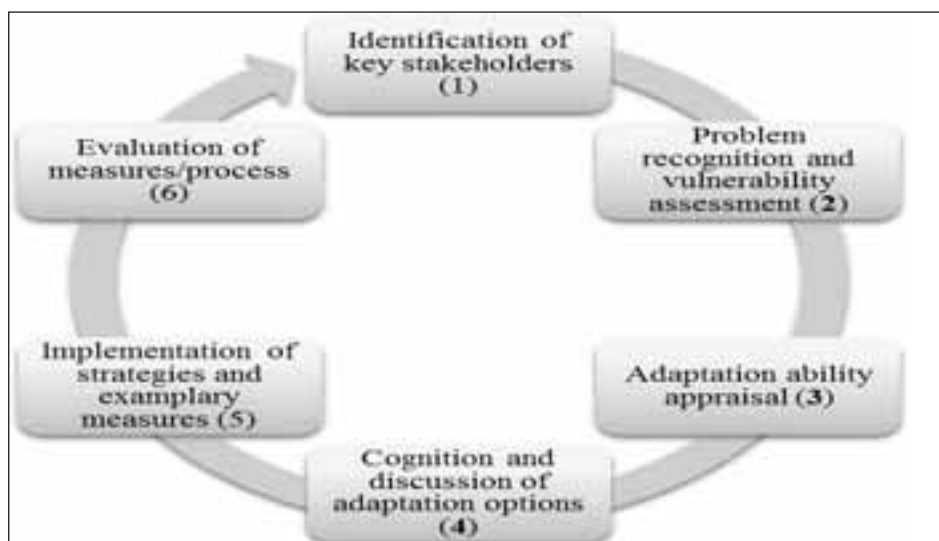 Identification of
key stakeholders
(1)
Problem
recognition and
vulnerability
assessment (2)
Adaptation ability
appraisal (3)
Cognition and
discussion of
adaptation options
(4)
Implementation of
strategies and
examplary
measures (5)
Evaluation of
measures/process
(6)